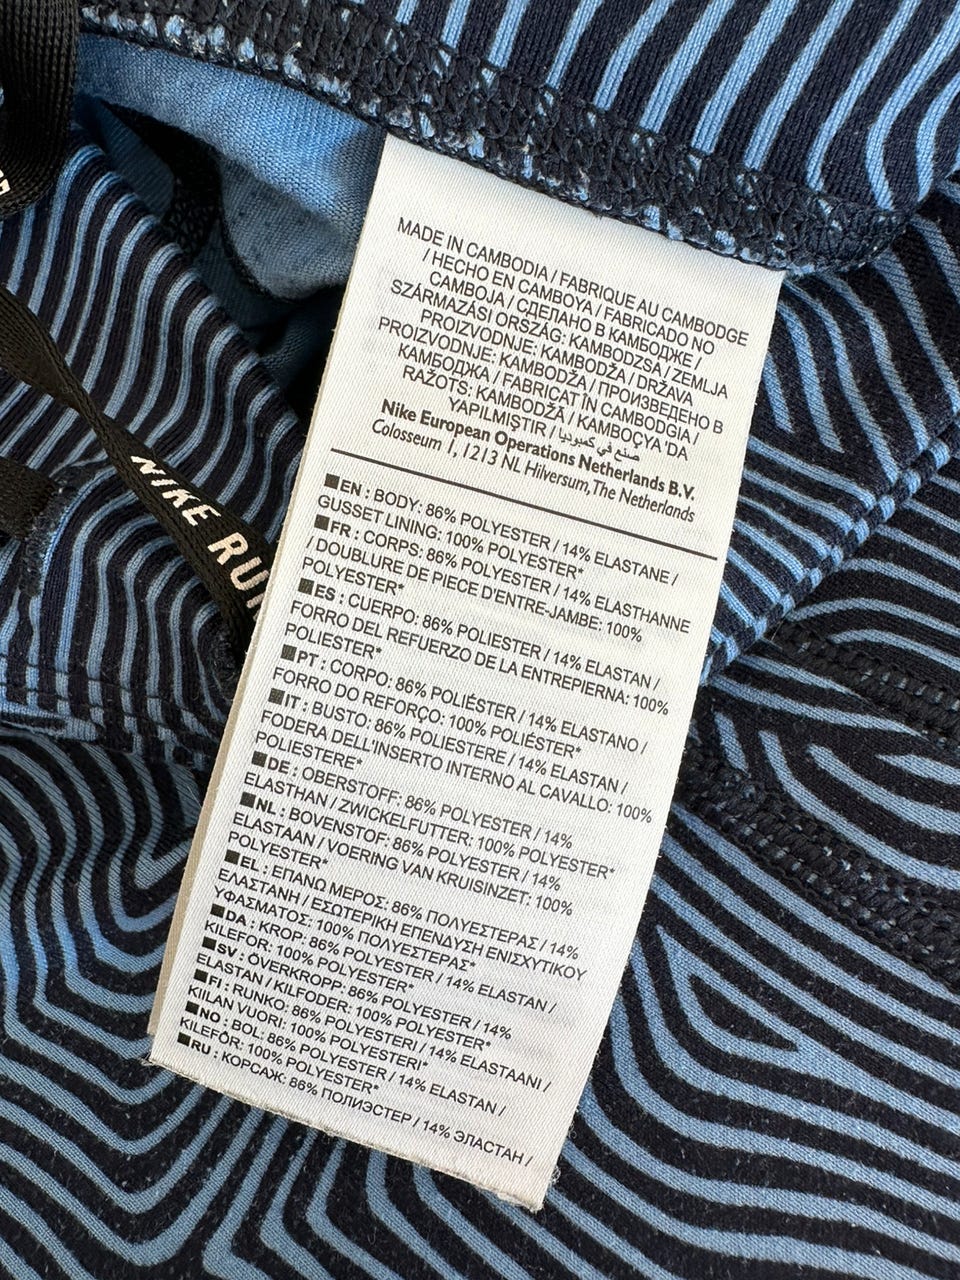 MADE IN CAMBODIA / FABRIQUE AU CAMBODGE
/ HECHO EN CAMBOYA / FABRICADO NO
CAMBOJA / СДЕЛАНО В КАМБОДЖЕ /
SZÁRMAZÁSI ORSZÁG: KAMBODZSA / ZEMLJA
PROIZVODNJE: KAMBODŽA / DRŽAVA
PROIZVODNJE: KAMBODŽA / ПРОИЗВЕДЕНО В
КАМБОДЖА / FABRICAT ÎN CAMBODGIA /
RAŽOTS: KAMBODŽĀ / KAMBOÇYA 'DA
YAPILMIŞTIR / صنع في كمبوديا
Nike European Operations Netherlands B.V.
Colosseum 1, 1213 NL Hilversum, The Netherlands
EN : BODY: 86% POLYESTER / 14% ELASTANE /
GUSSET LINING: 100% POLYESTER*
FR : CORPS: 86% POLYESTER / 14% ELASTHANNE
/ DOUBLURE DE PIECE D'ENTRE-JAMBE: 100%
POLYESTER*
ES : CUERPO: 86% POLIESTER / 14% ELASTAN /
FORRO DEL REFUERZO DE LA ENTREPIERNA: 100%
POLIESTER*
PT : CORPO: 86% POLIÉSTER / 14% ELASTANO /
FORRO DO REFORÇO: 100% POLIÉSTER*
IT : BUSTO: 86% POLIESTERE / 14% ELASTAN /
FODERA DELL'INSERTO INTERNO AL CAVALLO: 100%
POLIESTERE*
DE : OBERSTOFF: 86% POLYESTER / 14%
ELASTHAN / ZWICKELFUTTER: 100% POLYESTER*
NL : BOVENSTOF: 86% POLYESTER / 14%
ELASTAAN / VOERING VAN KRUISINZET: 100%
POLYESTER*
EL : ΕΠΑΝΩ ΜΕΡΟΣ: 86% ΠΟΛΥΕΣΤΕΡΑΣ / 14%
ΕΛΑΣΤΑΝΗ / ΕΣΩΤΕΡΙΚΗ ΕΠΕΝΔΥΣΗ ΕΝΙΣΧΥΤΙΚΟΥ
ΥΦΑΣΜΑΤΟΣ: 100% ΠΟΛΥΕΣΤΕΡΑΣ*
DA : KROP: 86% POLYESTER / 14% ELASTAN /
KILEFOR: 100% POLYESTER*
SV : ÖVERKROPP: 86% POLYESTER / 14%
ELASTAN / KILFODER: 100% POLYESTER*
FI : RUNKO: 86% POLYESTERI / 14% ELASTAANI /
KIILAN VUORI: 100% POLYESTERI*
NO : BOL: 86% POLYESTER / 14% ELASTAN /
KILEFÔR: 100% POLYESTER*
RU : КОРСАЖ: 86% ПОЛИЭСТЕР / 14% ЭЛАСТАН /
NIKE RU